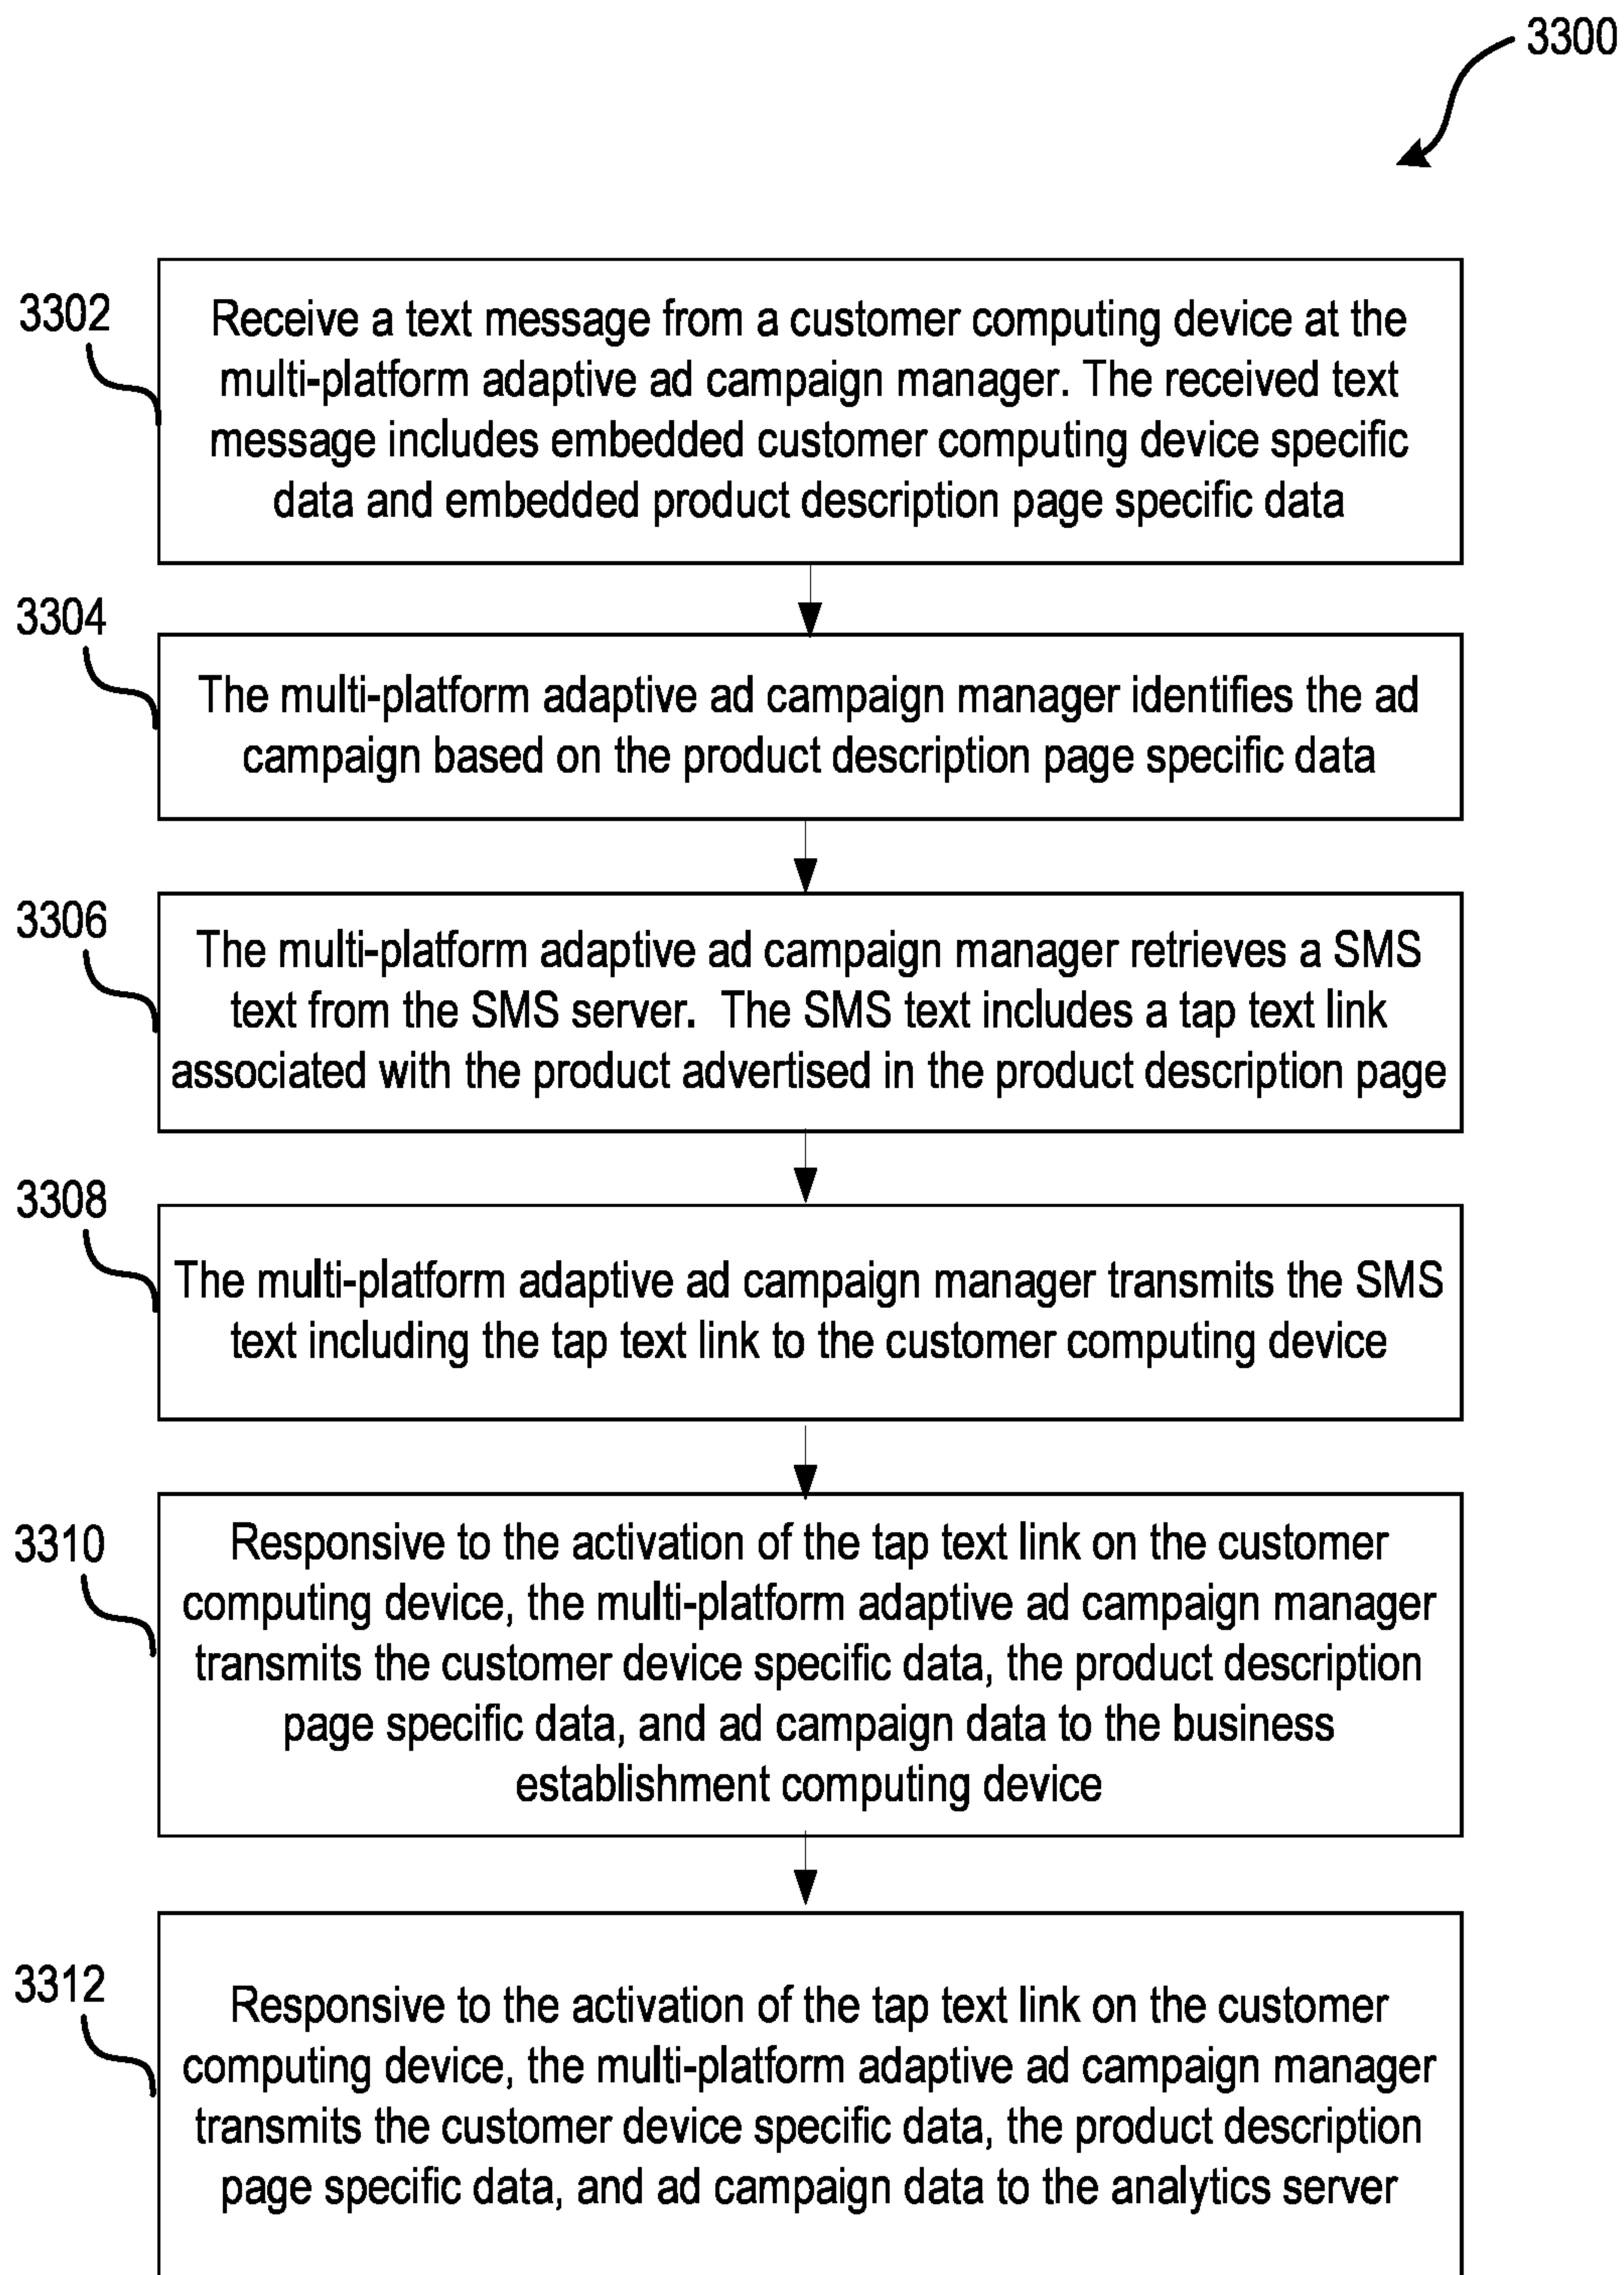 3300
3302
Receive a text message from a customer computing device at the
multi-platform adaptive ad campaign manager. The received text
message includes embedded customer computing device specific
data and embedded product description page specific data
3304
The multi-platform adaptive ad campaign manager identifies the ad
campaign based on the product description page specific data
3306
The multi-platform adaptive ad campaign manager retrieves a SMS
text from the SMS server.  The SMS text includes a tap text link
associated with the product advertised in the product description page
3308
The multi-platform adaptive ad campaign manager transmits the SMS
text including the tap text link to the customer computing device
3310
Responsive to the activation of the tap text link on the customer
computing device, the multi-platform adaptive ad campaign manager
transmits the customer device specific data, the product description
page specific data, and ad campaign data to the business
establishment computing device
3312
Responsive to the activation of the tap text link on the customer
computing device, the multi-platform adaptive ad campaign manager
transmits the customer device specific data, the product description
page specific data, and ad campaign data to the analytics server